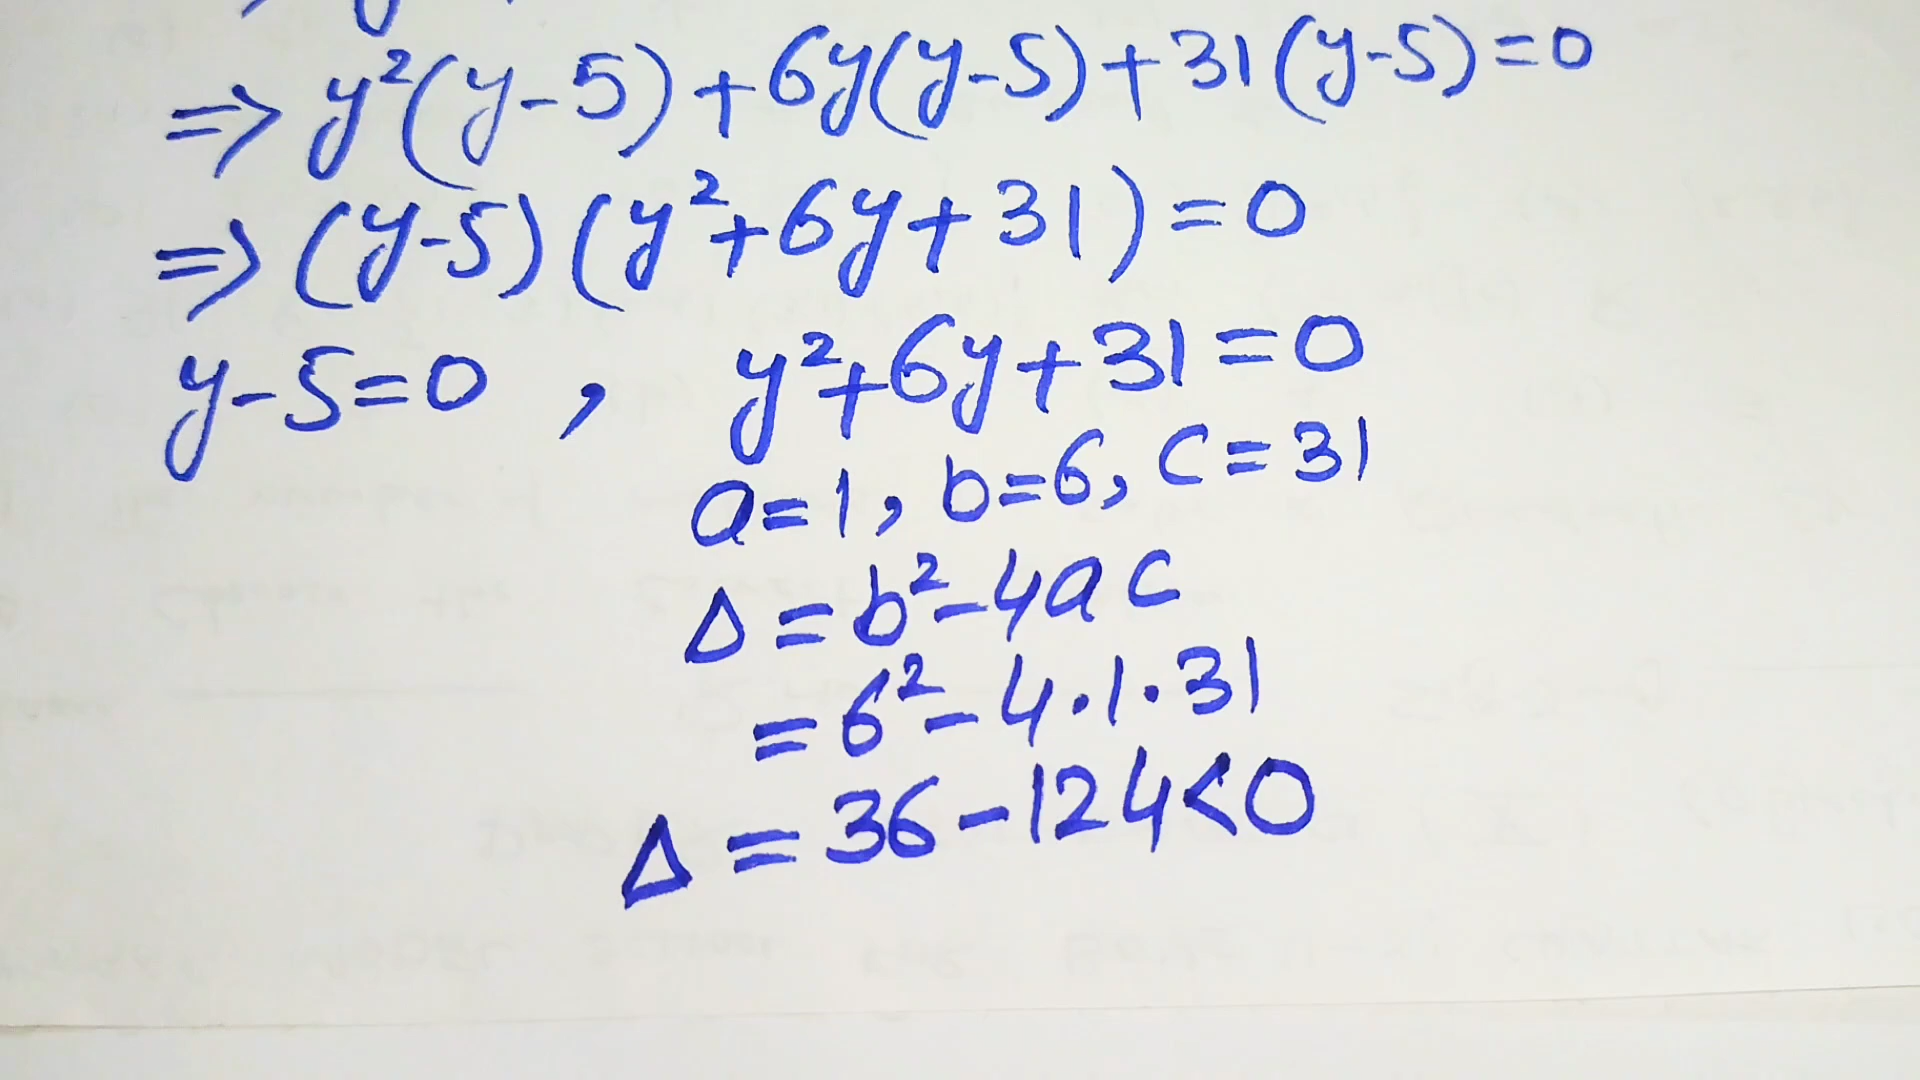 => y²(y-5)+6y(y-5)+31(y-5)=0
=> (y-5)(y²+6y+31)=0
y-5=0 , y²+6y+31=0
a=1, b=6, c=31
Δ=b²-4ac
=6²-4·1·31
Δ=36-124<0